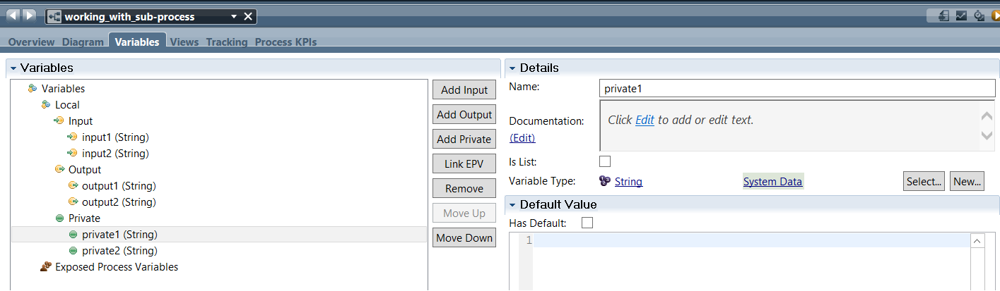 working_with_sub-process
Overview Diagram Variables Views Tracking Process KPIs
Variables
Variables
Local
Input
input1 (String)
input2 (String)
Output
output1 (String)
output2 (String)
Private
private1 (String)
private2 (String)
Exposed Process Variables
Add Input
Add Output
Add Private
Link EPV
Remove
Move Up
Move Down
Details
Name: private1
Documentation: Click Edit to add or edit text.
(Edit)
Is List:
Variable Type: String System Data Select... New...
Default Value
Has Default:
1